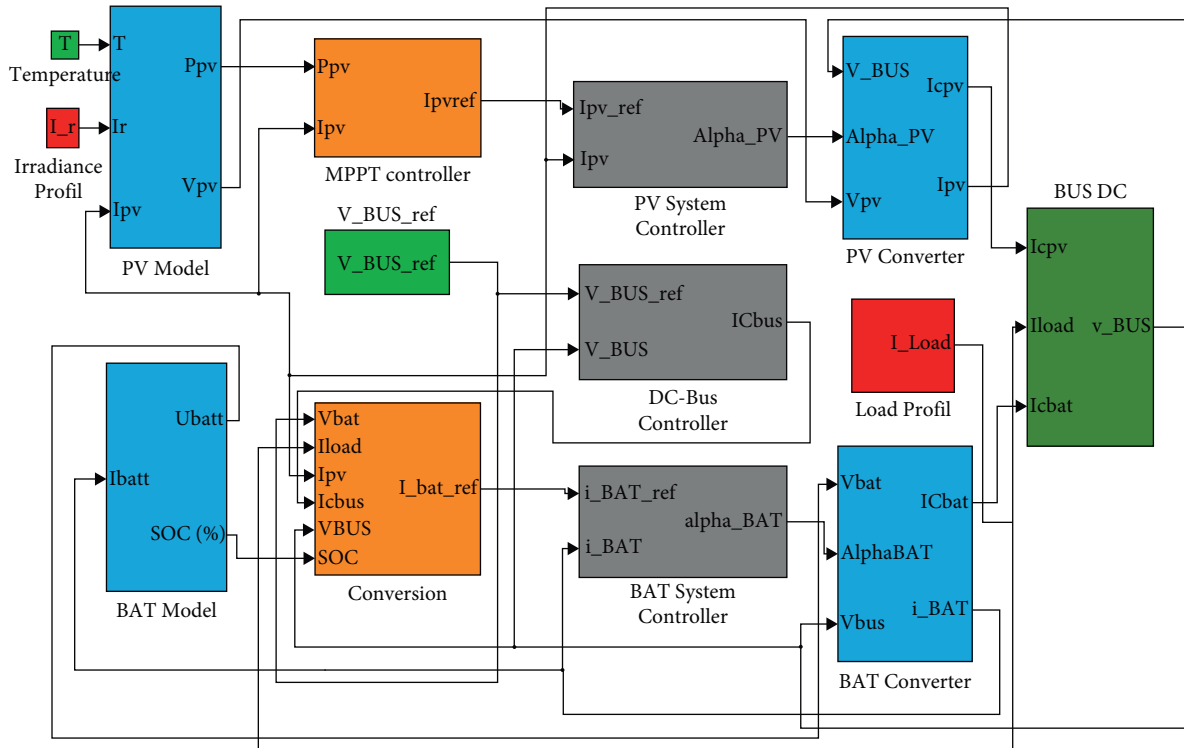 T
Temperature
I_r
Irradiance
Profil
T
Ir
Ipv
Ppv
Vpv
PV Model
Ppv
Ipv
Ipvref
MPPT controller
V_BUS_ref
V_BUS_ref
Ipv_ref
Ipv
Alpha_PV
PV System
Controller
V_BUS
Alpha_PV
Vpv
Icpv
Ipv
PV Converter
BUS DC
Icpv
Iload
Icbat
v_BUS
V_BUS_ref
V_BUS
ICbus
DC-Bus
Controller
I_Load
Load Profil
Ubatt
Ibatt
SOC (%)
BAT Model
Vbat
Iload
Ipv
Icbus
VBUS
SOC
I_bat_ref
Conversion
i_BAT_ref
i_BAT
alpha_BAT
BAT System
Controller
Vbat
AlphaBAT
Vbus
ICbat
i_BAT
BAT Converter